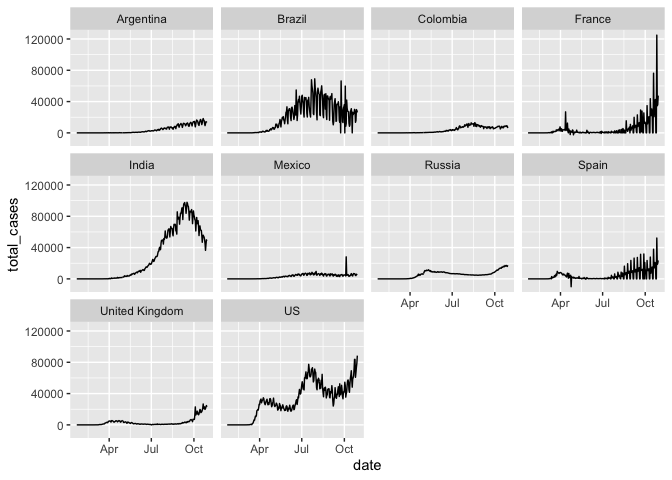 Argentina Brazil Colombia France
120000
80000
40000
0
India Mexico Russia Spain
120000
80000
40000
0
Apr Jul Oct Apr Jul Oct
United Kingdom US
120000
80000
40000
0
Apr Jul Oct Apr Jul Oct
total_cases
date